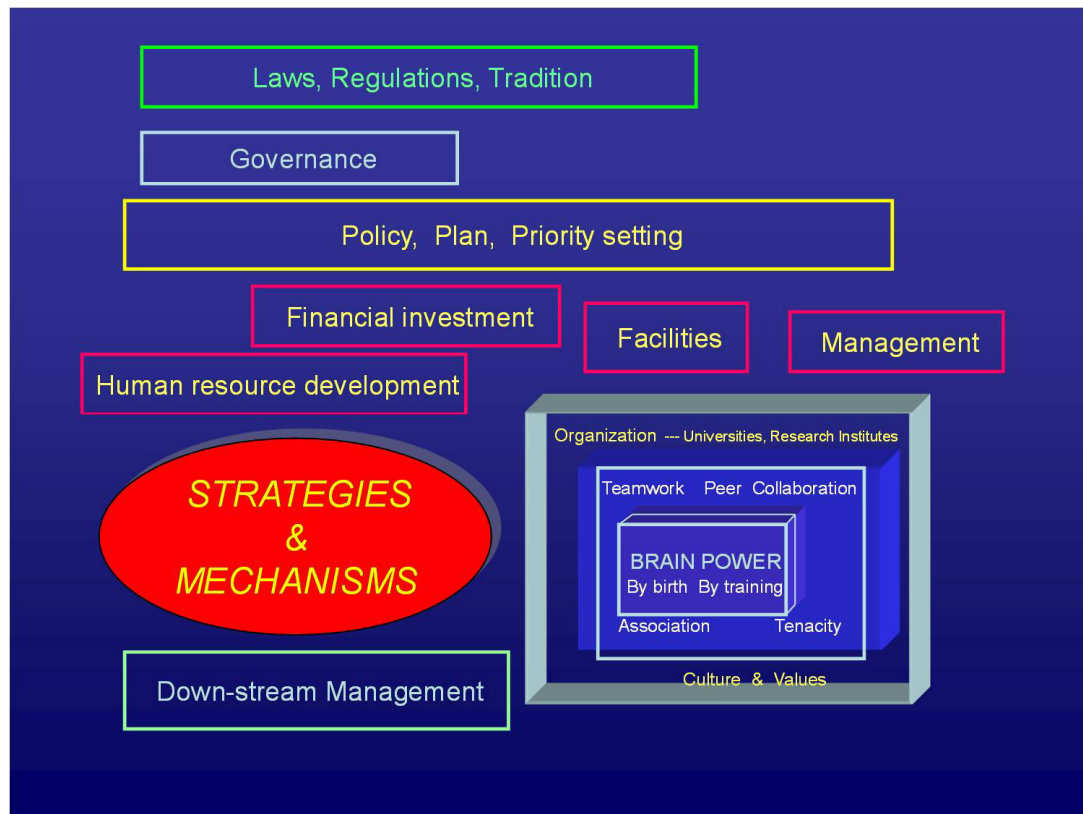 Laws, Regulations, Tradition
Governance
Policy, Plan, Priority setting
Financial investment
Facilities
Management
Human resource development
Organization --- Universities, Research Institutes
Teamwork Peer Collaboration
BRAIN POWER
By birth By training
Association Tenacity
Culture & Values
STRATEGIES
&
MECHANISMS
Down-stream Management